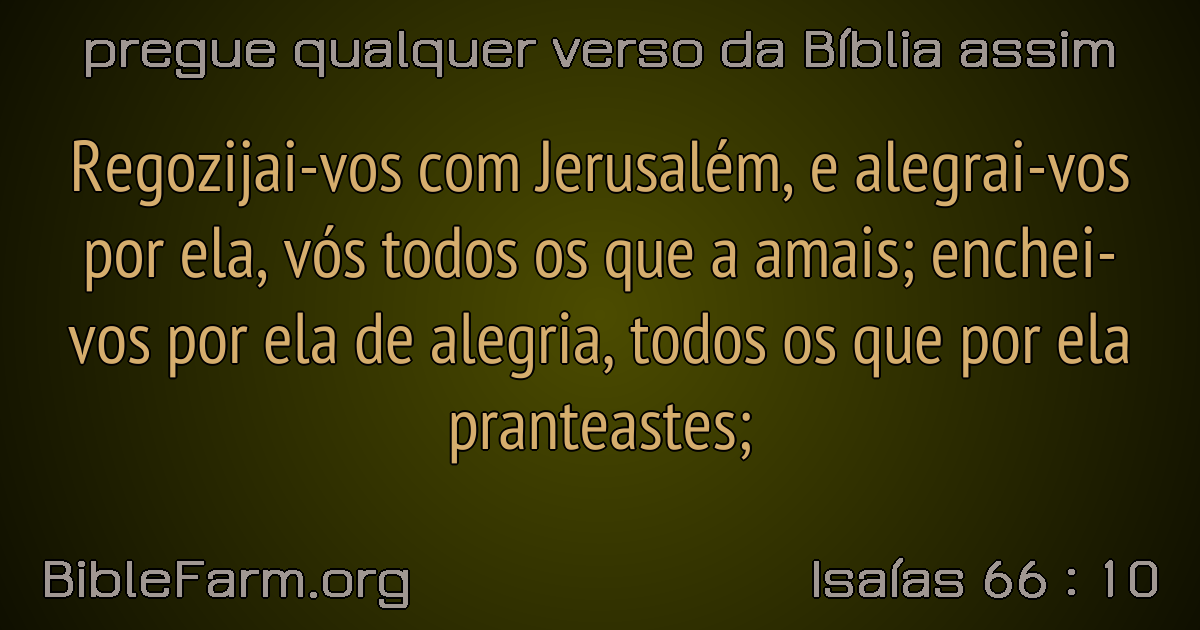 pregue qualquer verso da Bíblia assim
Regozijai-vos com Jerusalém, e alegrai-vos
por ela, vós todos os que a amais; enchei-
vos por ela de alegria, todos os que por ela
pranteastes;
BibleFarm.org
Isaías 66 : 10